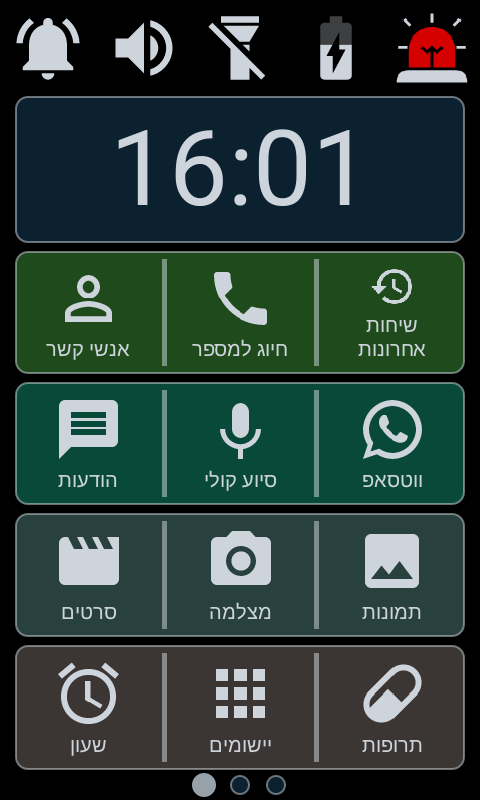 16:01
שיחות
אחרונות
חיוג למספר
אנשי קשר
ווטסאפ
סיוע קולי
הודעות
תמונות
מצלמה
סרטים
תרופות
יישומים
שעון